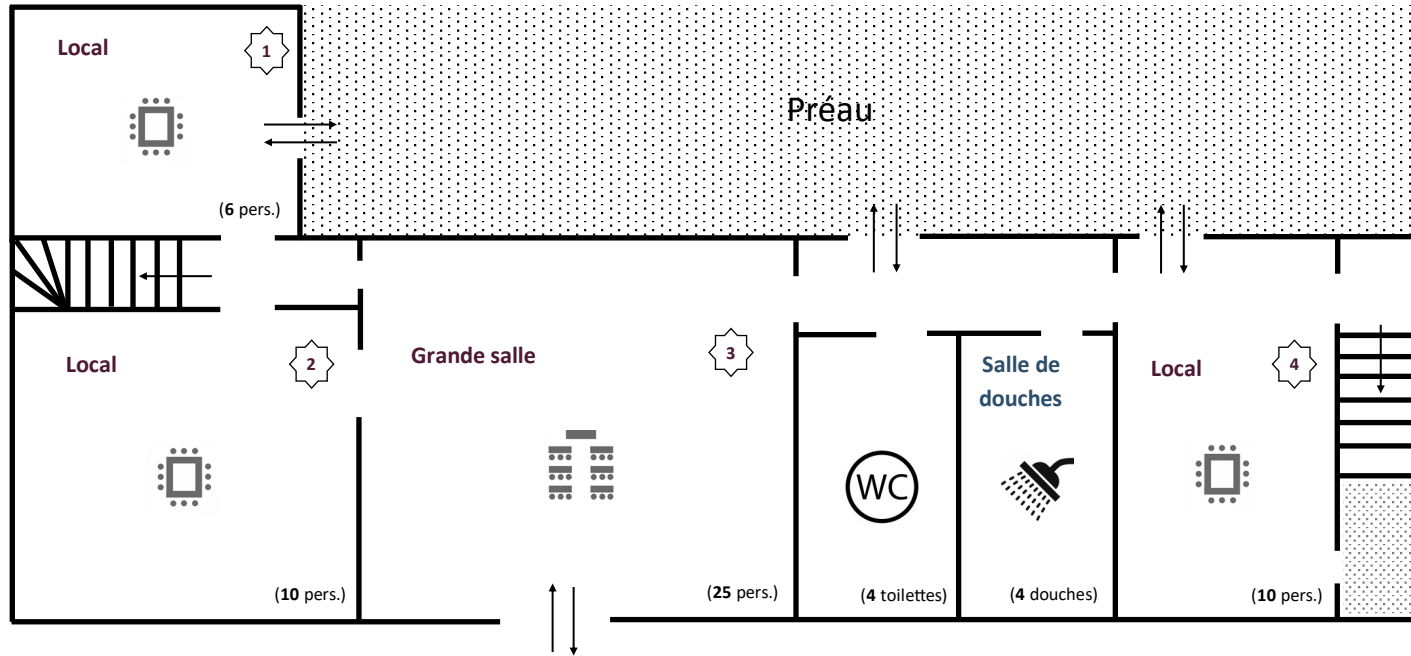 Local
1
Préau
(6 pers.)
Local
2
Grande salle
3
Salle de
douches
Local
4
WC
(10 pers.)
(25 pers.)
(4 toilettes)
(4 douches)
(10 pers.)